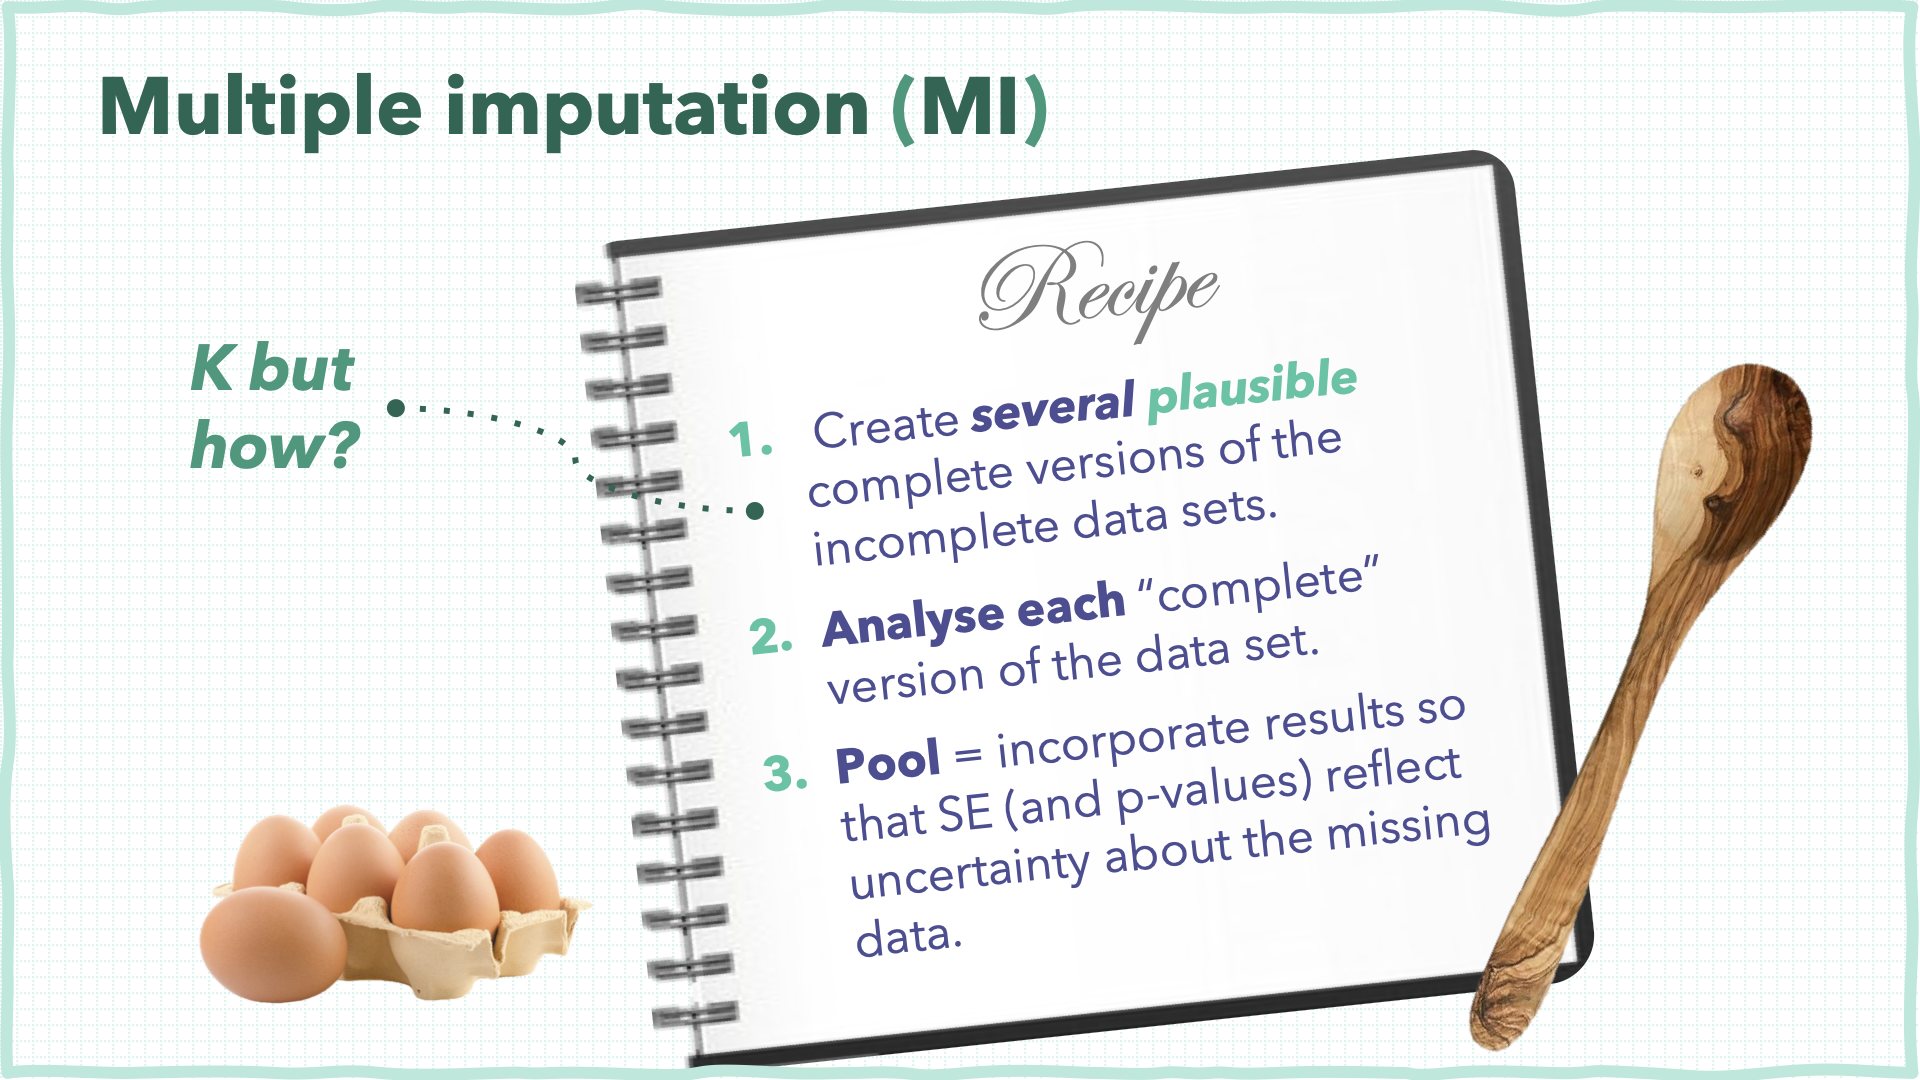 Multiple imputation (MI)
K but
how?
Recipe
1. Create several plausible
complete versions of the
incomplete data sets.
2. Analyse each “complete”
version of the data set.
3. Pool = incorporate results so
that SE (and p-values) reflect
uncertainty about the missing
data.